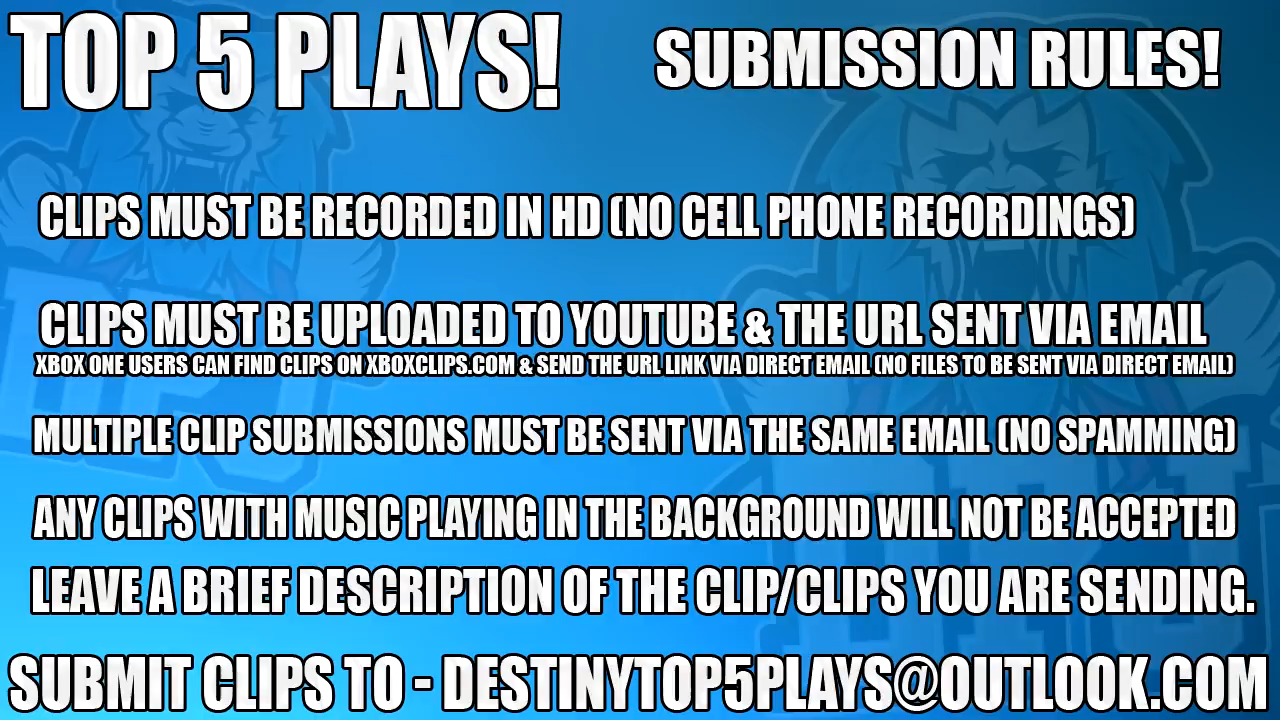 TOP 5 PLAYS!
SUBMISSION RULES!
CLIPS MUST BE RECORDED IN HD (NO CELL PHONE RECORDINGS)
CLIPS MUST BE UPLOADED TO YOUTUBE & THE URL SENT VIA EMAIL
XBOX ONE USERS CAN FIND CLIPS ON XBOXCLIPS.COM & SEND THE URL LINK VIA DIRECT EMAIL (NO FILES TO BE SENT VIA DIRECT EMAIL)
MULTIPLE CLIP SUBMISSIONS MUST BE SENT VIA THE SAME EMAIL (NO SPAMMING)
ANY CLIPS WITH MUSIC PLAYING IN THE BACKGROUND WILL NOT BE ACCEPTED
LEAVE A BRIEF DESCRIPTION OF THE CLIP/CLIPS YOU ARE SENDING.
SUBMIT CLIPS TO - DESTINYTOP5PLAYS@OUTLOOK.COM